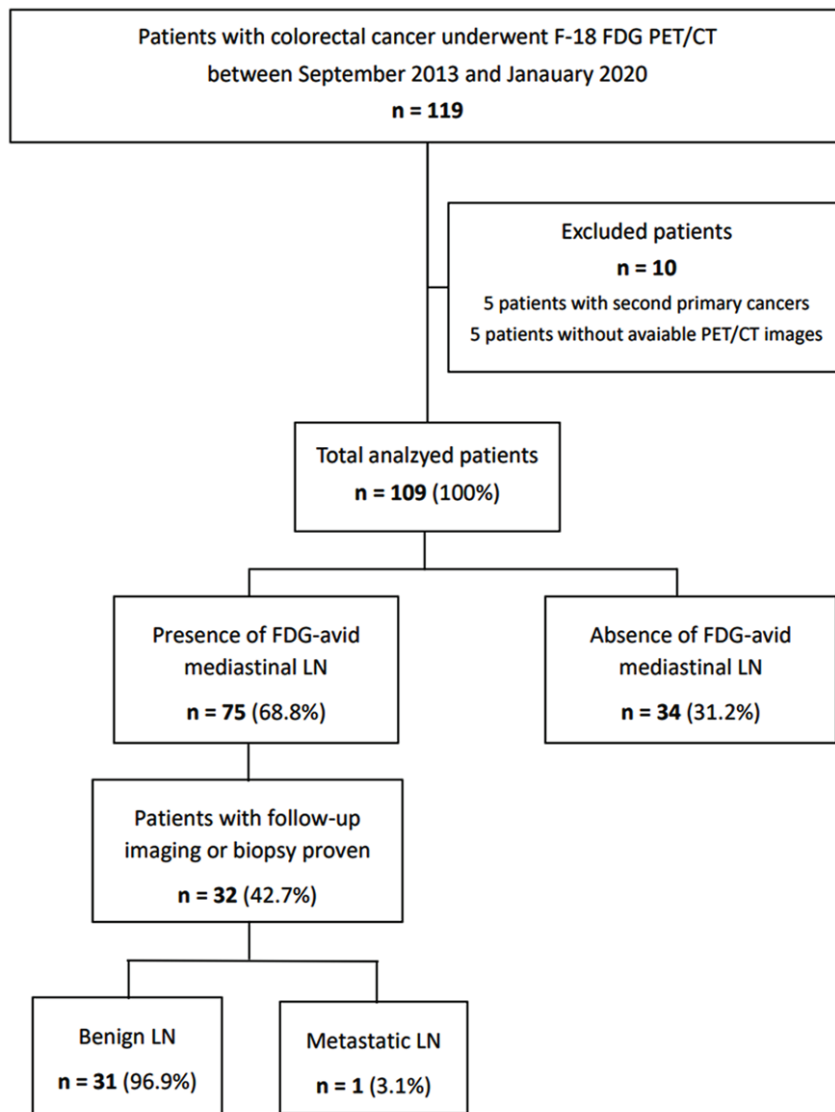 Patients with colorectal cancer underwent F-18 FDG PET/CT
between September 2013 and Janauary 2020
n = 119
Excluded patients
n = 10
5 patients with second primary cancers
5 patients without avaiable PET/CT images
Total analzyed patients
n = 109 (100%)
Presence of FDG-avid
mediastinal LN
n = 75 (68.8%)
Absence of FDG-avid
mediastinal LN
n = 34 (31.2%)
Patients with follow-up
imaging or biopsy proven
n = 32 (42.7%)
Benign LN
n = 31 (96.9%)
Metastatic LN
n = 1 (3.1%)